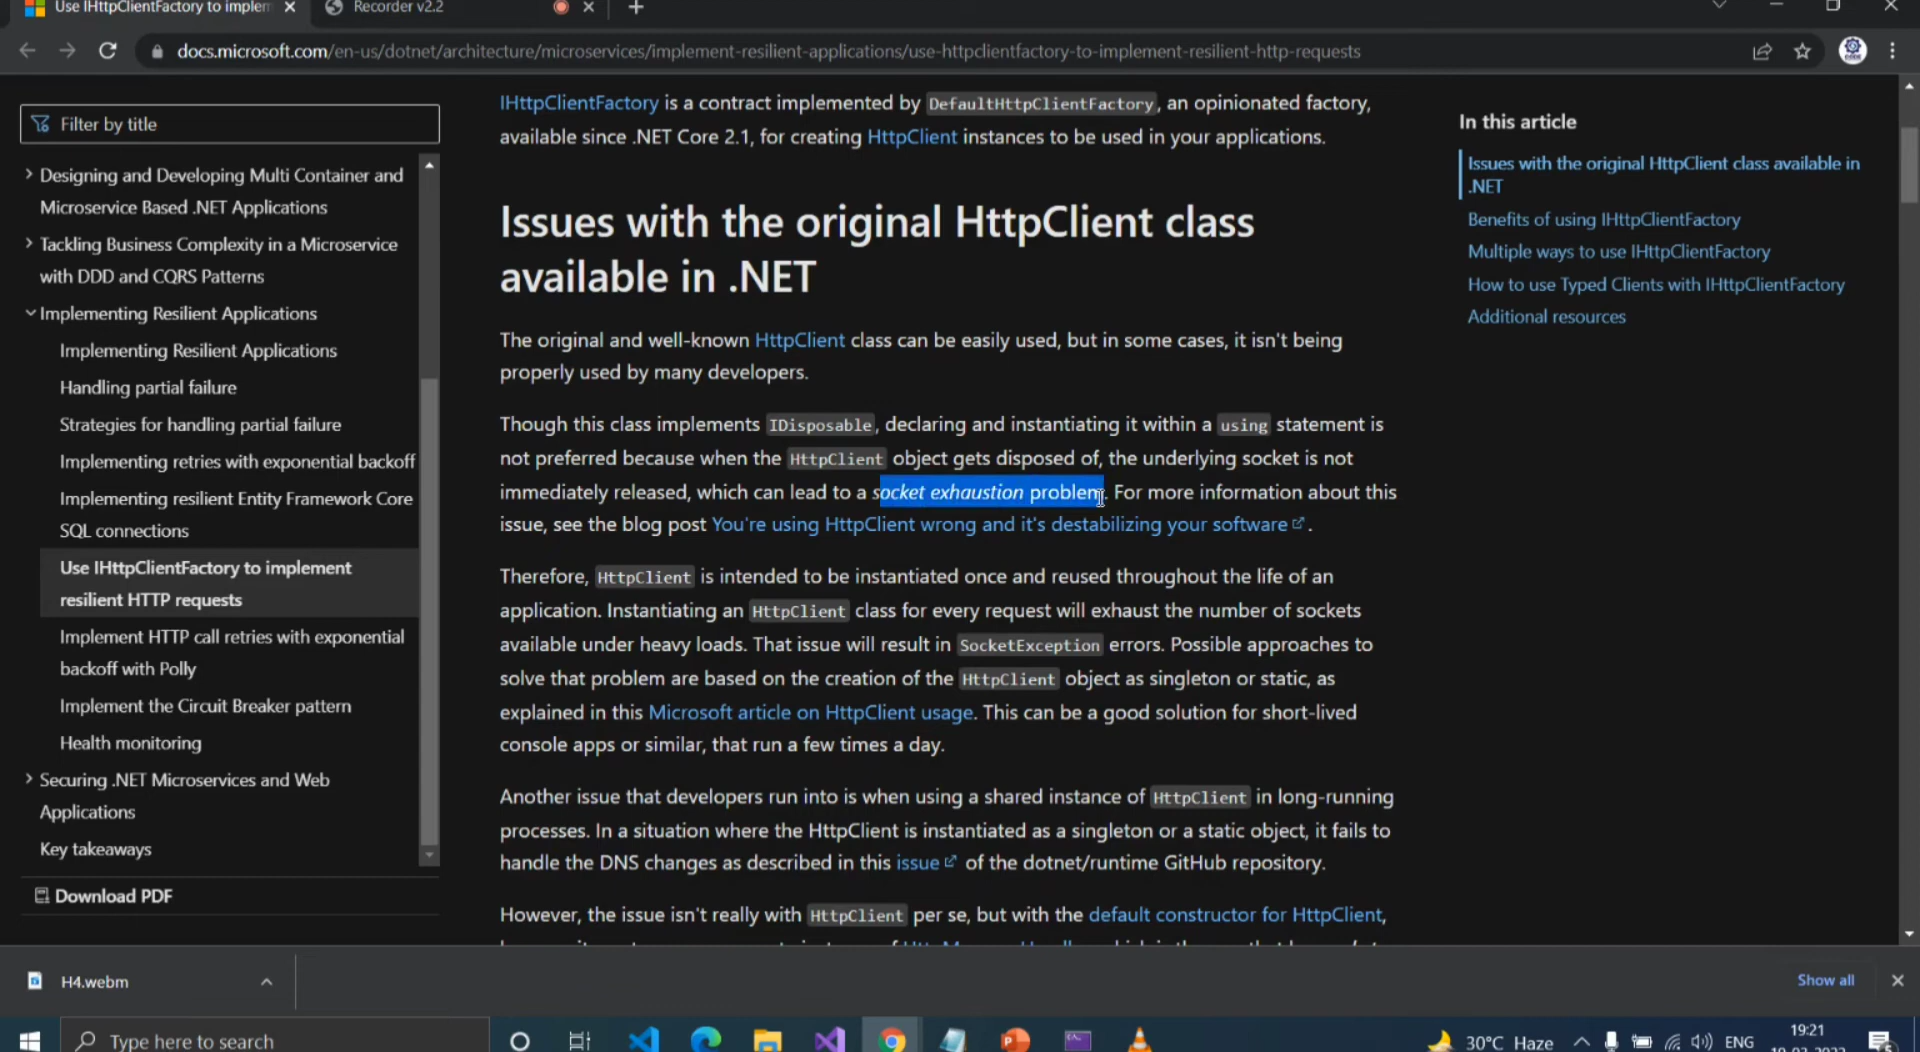 Use IHttpClientFactory to implem
Recorder v2.2
docs.microsoft.com/en-us/dotnet/architecture/microservices/implement-resilient-applications/use-httpclientfactory-to-implement-resilient-http-requests
Filter by title
Designing and Developing Multi Container and
Microservice Based .NET Applications
Tackling Business Complexity in a Microservice
with DDD and CQRS Patterns
Implementing Resilient Applications
Implementing Resilient Applications
Handling partial failure
Strategies for handling partial failure
Implementing retries with exponential backoff
Implementing resilient Entity Framework Core
SQL connections
Use IHttpClientFactory to implement
resilient HTTP requests
Implement HTTP call retries with exponential
backoff with Polly
Implement the Circuit Breaker pattern
Health monitoring
Securing .NET Microservices and Web
Applications
Key takeaways
Download PDF
IHttpClientFactory is a contract implemented by DefaultHttpClientFactory, an opinionated factory,
available since .NET Core 2.1, for creating HttpClient instances to be used in your applications.
Issues with the original HttpClient class
available in .NET
The original and well-known HttpClient class can be easily used, but in some cases, it isn't being
properly used by many developers.
Though this class implements IDisposable, declaring and instantiating it within a using statement is
not preferred because when the HttpClient object gets disposed of, the underlying socket is not
immediately released, which can lead to a socket exhaustion problem. For more information about this
issue, see the blog post You're using HttpClient wrong and it's destabilizing your software.
Therefore, HttpClient is intended to be instantiated once and reused throughout the life of an
application. Instantiating an HttpClient class for every request will exhaust the number of sockets
available under heavy loads. That issue will result in SocketException errors. Possible approaches to
solve that problem are based on the creation of the HttpClient object as singleton or static, as
explained in this Microsoft article on HttpClient usage. This can be a good solution for short-lived
console apps or similar, that run a few times a day.
Another issue that developers run into is when using a shared instance of HttpClient in long-running
processes. In a situation where the HttpClient is instantiated as a singleton or a static object, it fails to
handle the DNS changes as described in this issue of the dotnet/runtime GitHub repository.
However, the issue isn't really with HttpClient per se, but with the default constructor for HttpClient,
In this article
Issues with the original HttpClient class available in
.NET
Benefits of using IHttpClientFactory
Multiple ways to use IHttpClientFactory
How to use Typed Clients with IHttpClientFactory
Additional resources
H4.webm
Show all
Type here to search
30°C Haze
ENG
19:21